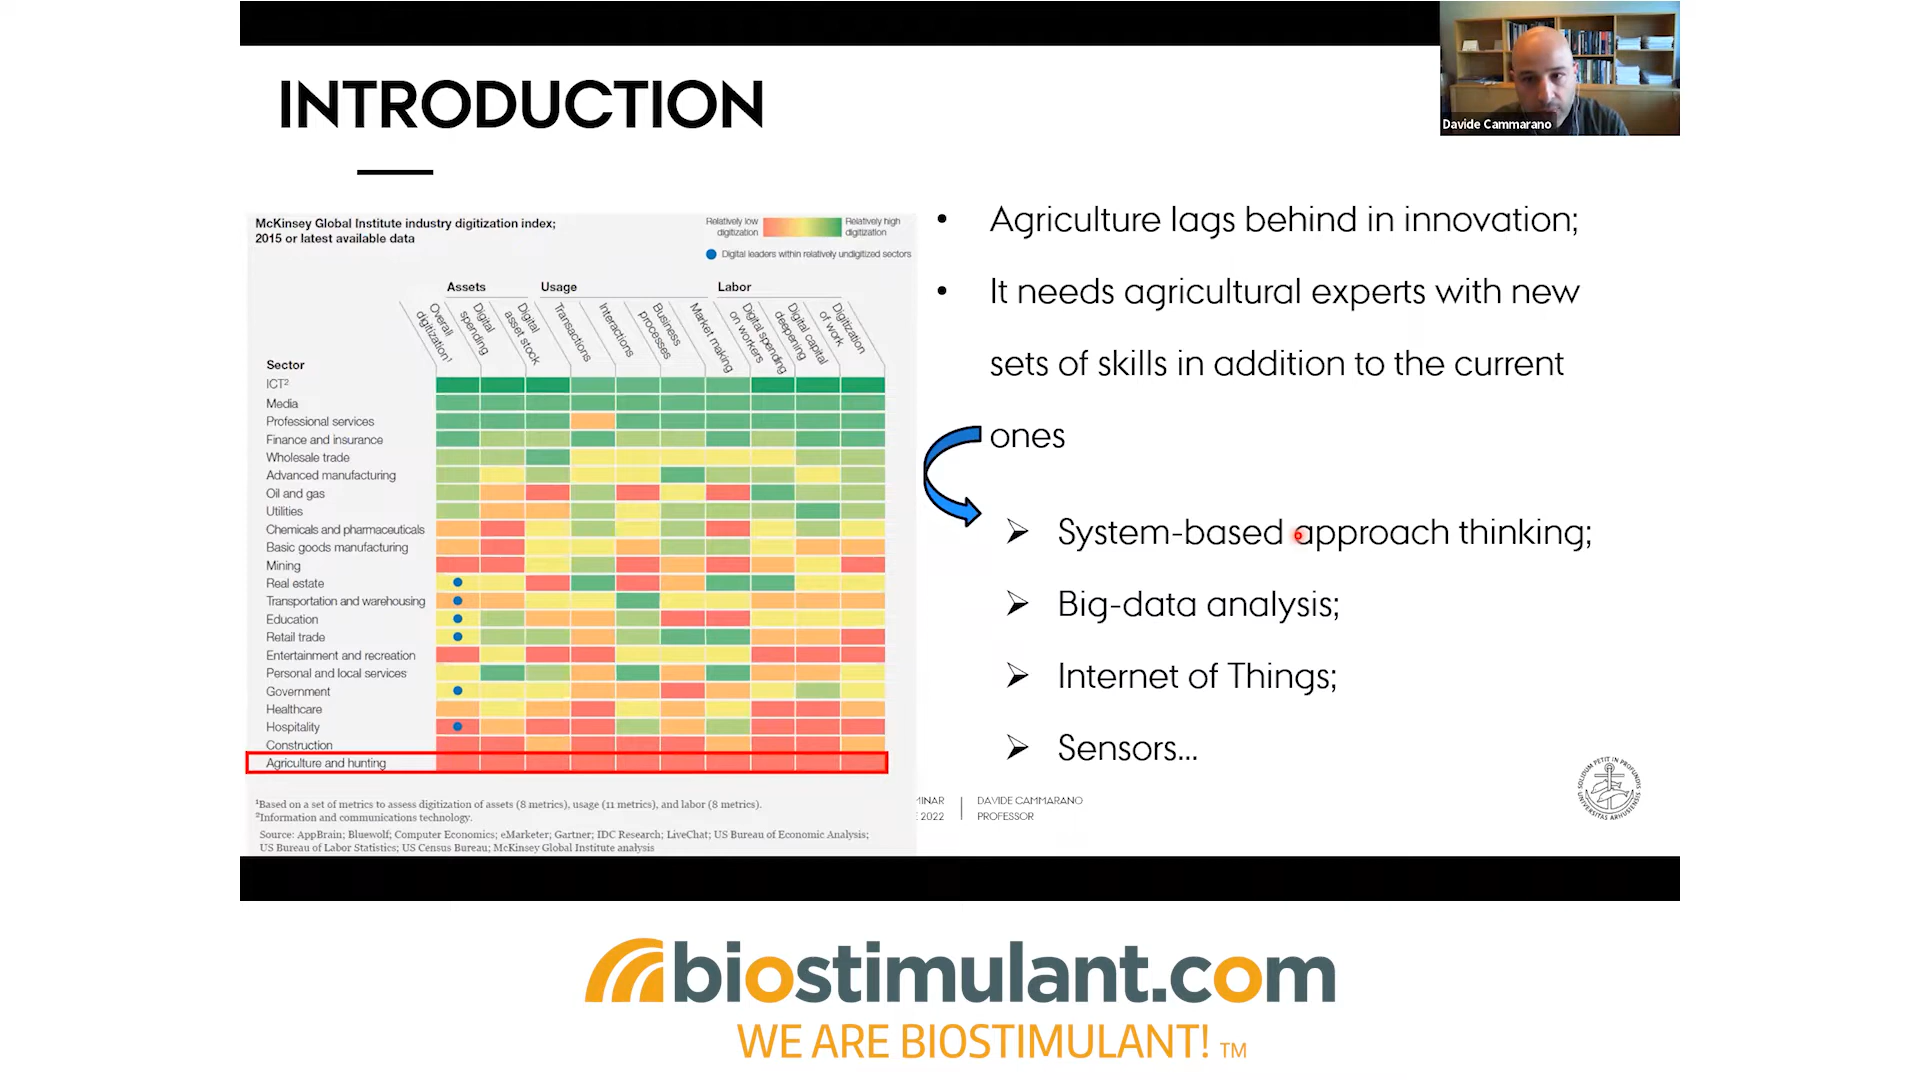 INTRODUCTION
Davide Cammarano
McKinsey Global Institute industry digitization index;
2015 or latest available data
Relatively low
digitization
Relatively high
digitization
Digital leaders within relatively undigitized sectors
Assets
Usage
Labor
Overall
digitization¹
Digital
spending
Digital
asset stock
Transactions
Interactions
Business
processes
Market making
Digital spending
on workers
Digital capital
deepening
Digitization
of work
Sector
ICT²
Media
Professional services
Finance and insurance
Wholesale trade
Advanced manufacturing
Oil and gas
Utilities
Chemicals and pharmaceuticals
Basic goods manufacturing
Mining
Real estate
Transportation and warehousing
Education
Retail trade
Entertainment and recreation
Personal and local services
Government
Healthcare
Hospitality
Construction
Agriculture and hunting
¹Based on a set of metrics to assess digitization of assets (8 metrics), usage (11 metrics), and labor (8 metrics).
²Information and communications technology.
Source: AppBrain; Bluewolf; Computer Economics; eMarketer; Gartner; IDC Research; LiveChat; US Bureau of Economic Analysis;
US Bureau of Labor Statistics; US Census Bureau; McKinsey Global Institute analysis
• Agriculture lags behind in innovation;
• It needs agricultural experts with new
sets of skills in addition to the current
ones
➢ System-based approach thinking;
➢ Big-data analysis;
➢ Internet of Things;
➢ Sensors...
MINAR
2022
DAVIDE CAMMARANO
PROFESSOR
SOLIDUM PETIT IN PROFUNDIS
UNIVERSITAS ARHUSIENSIS
biostimulant.com
WE ARE BIOSTIMULANT! TM